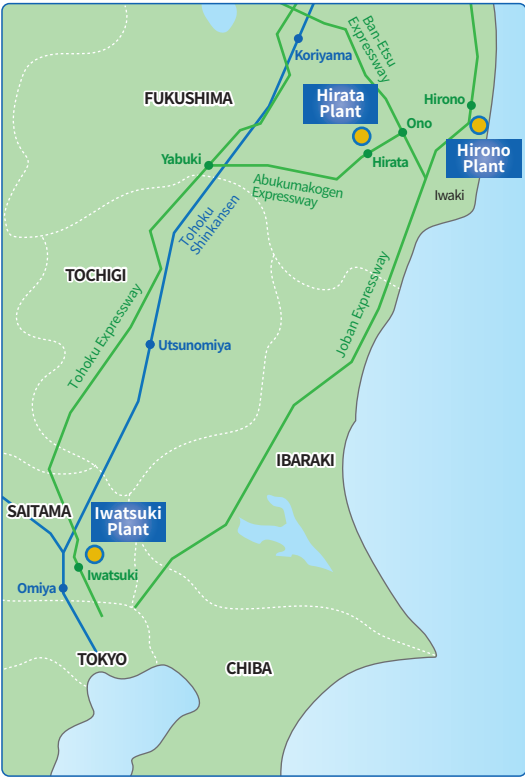 Koriyama
Ban-Etsu
Expressway
FUKUSHIMA
Hirata
Plant
Hirono
Ono
Hirono
Plant
Yabuki
Hirata
Abukumakogen
Expressway
Iwaki
Tohoku
Shinkansen
TOCHIGI
Tohoku Expressway
Joban Expressway
Utsunomiya
IBARAKI
SAITAMA
Iwatsuki
Plant
Iwatsuki
Omiya
TOKYO
CHIBA